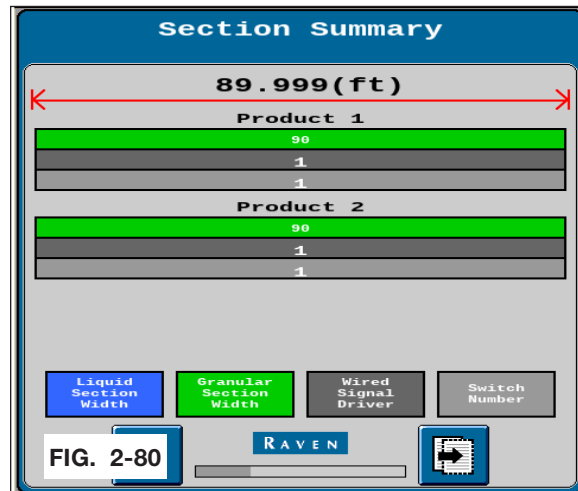 Section Summary
89.999(ft)
Product 1
90
1
1
Product 2
90
1
1
Liquid
Section
Width
Granular
Section
Width
Wired
Signal
Driver
Switch
Number
RAVEN
FIG. 2-80